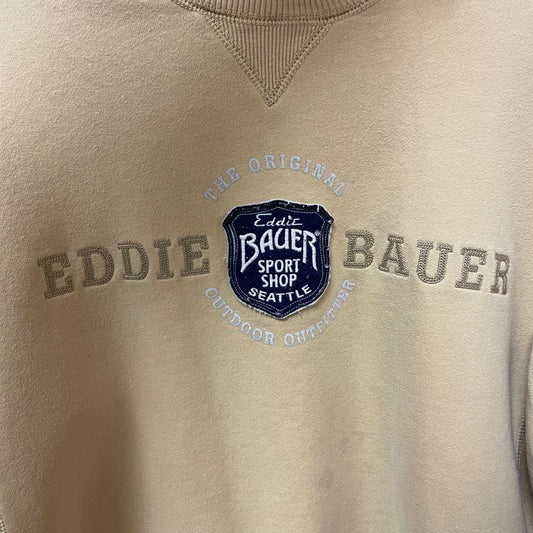 THE ORIGINAL
EDDIE BAUER
Eddie
BAUER®
SPORT
SHOP
SEATTLE
OUTDOOR OUTFITTER